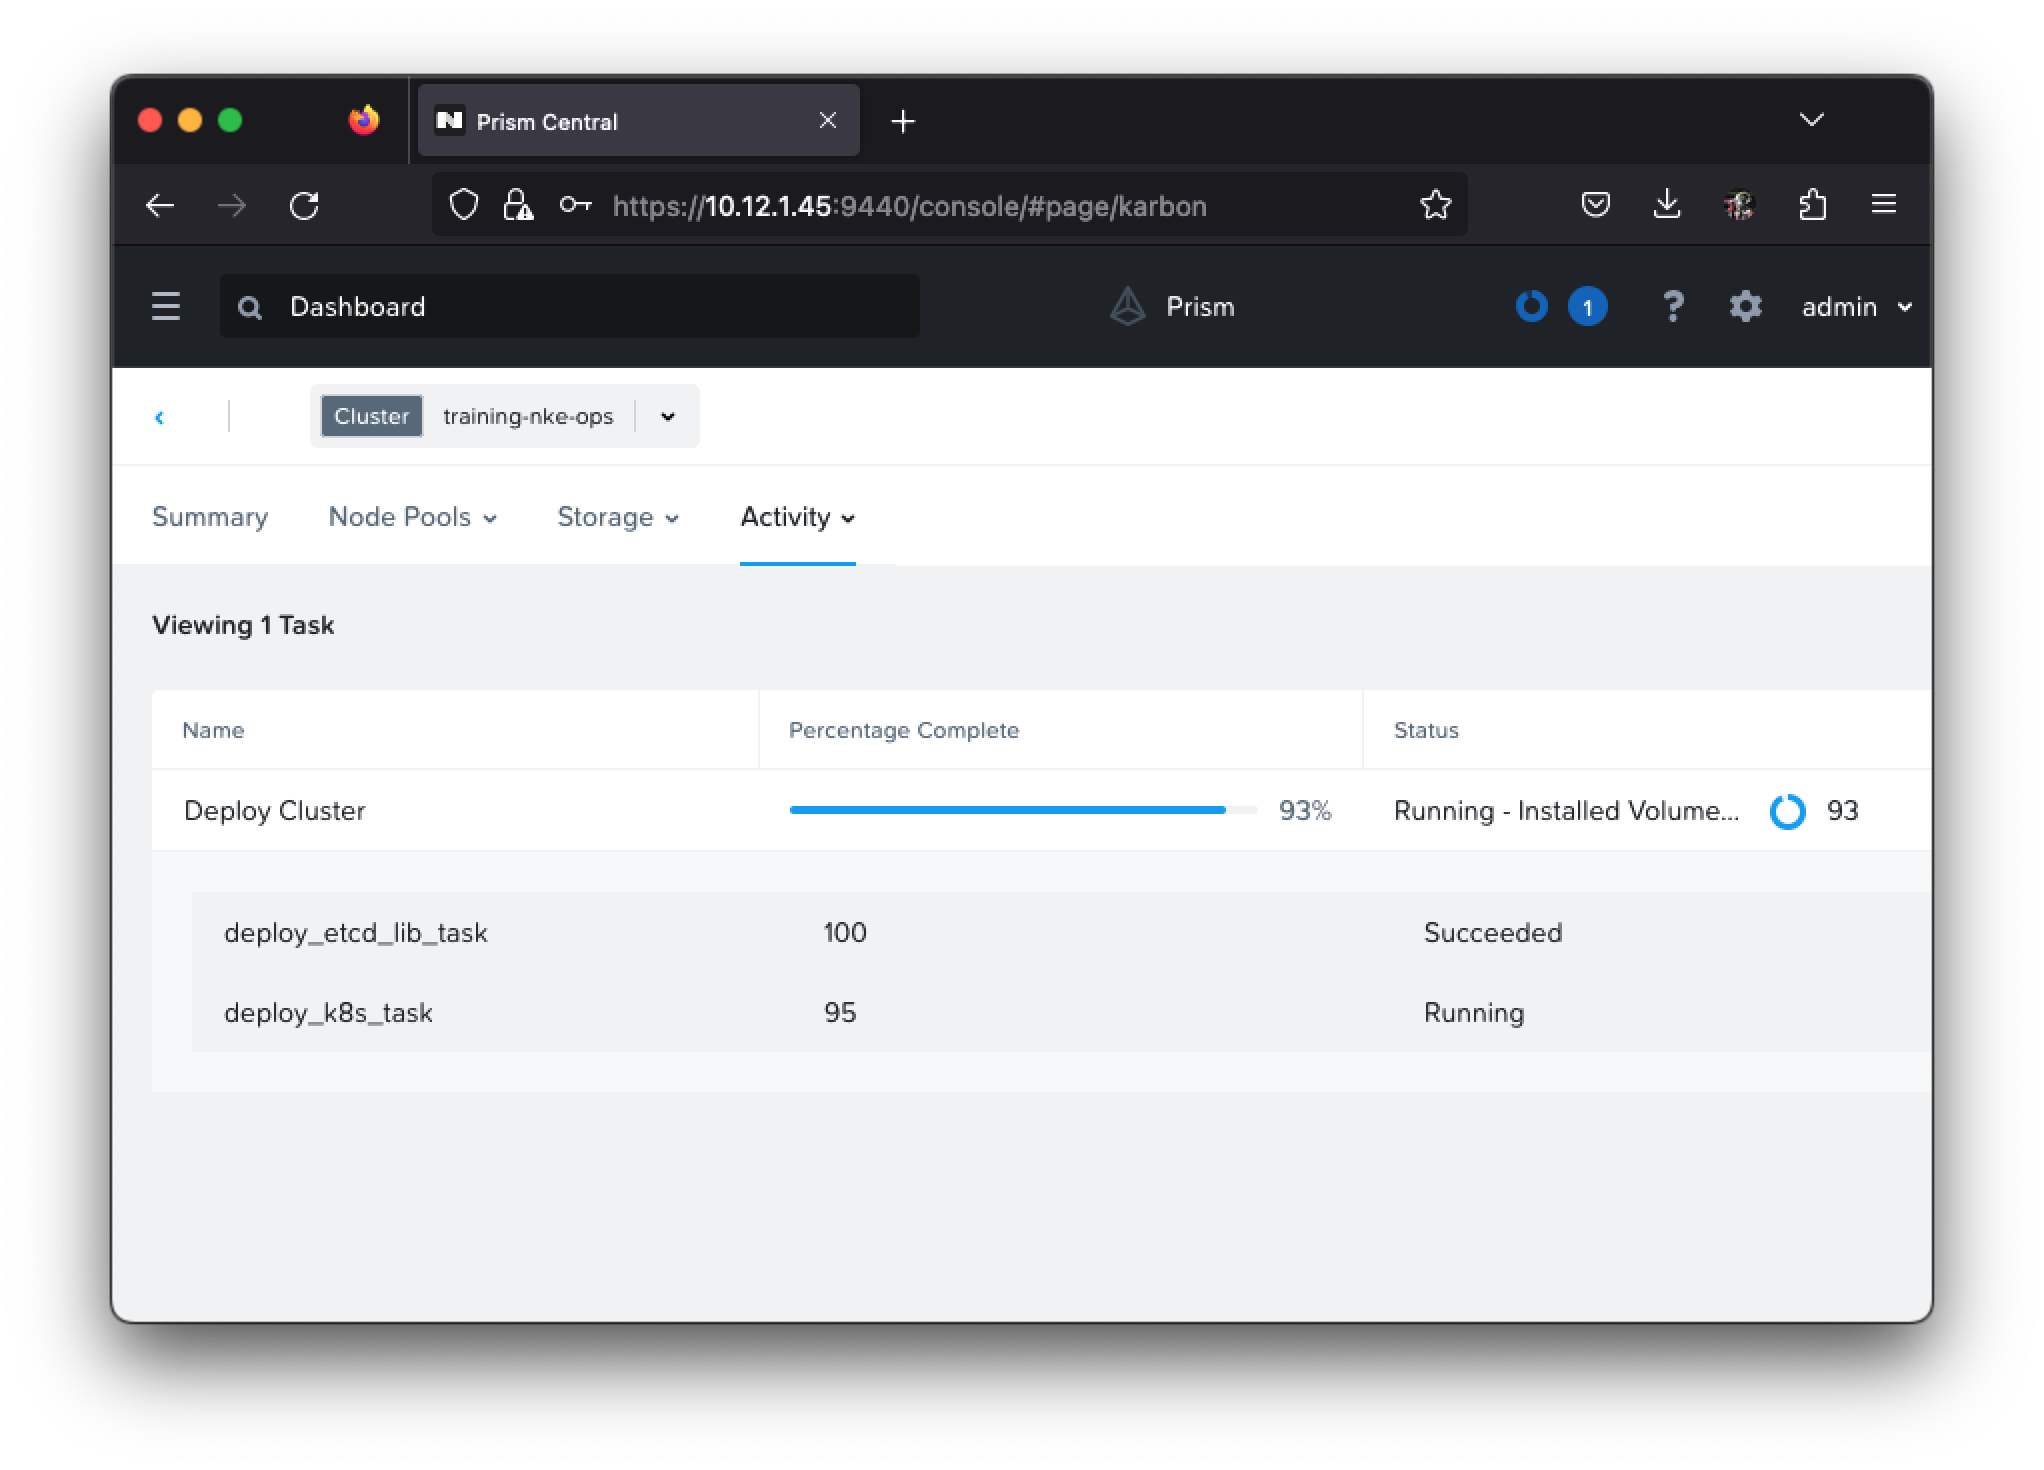 Prism Central
https://10.12.1.45:9440/console/#page/karbon
Dashboard
Prism
1
?
admin
Cluster training-nke-ops
Summary Node Pools Storage Activity
Viewing 1 Task
Name Percentage Complete Status
Deploy Cluster 93% Running - Installed Volume... 93
deploy_etcd_lib_task 100 Succeeded
deploy_k8s_task 95 Running